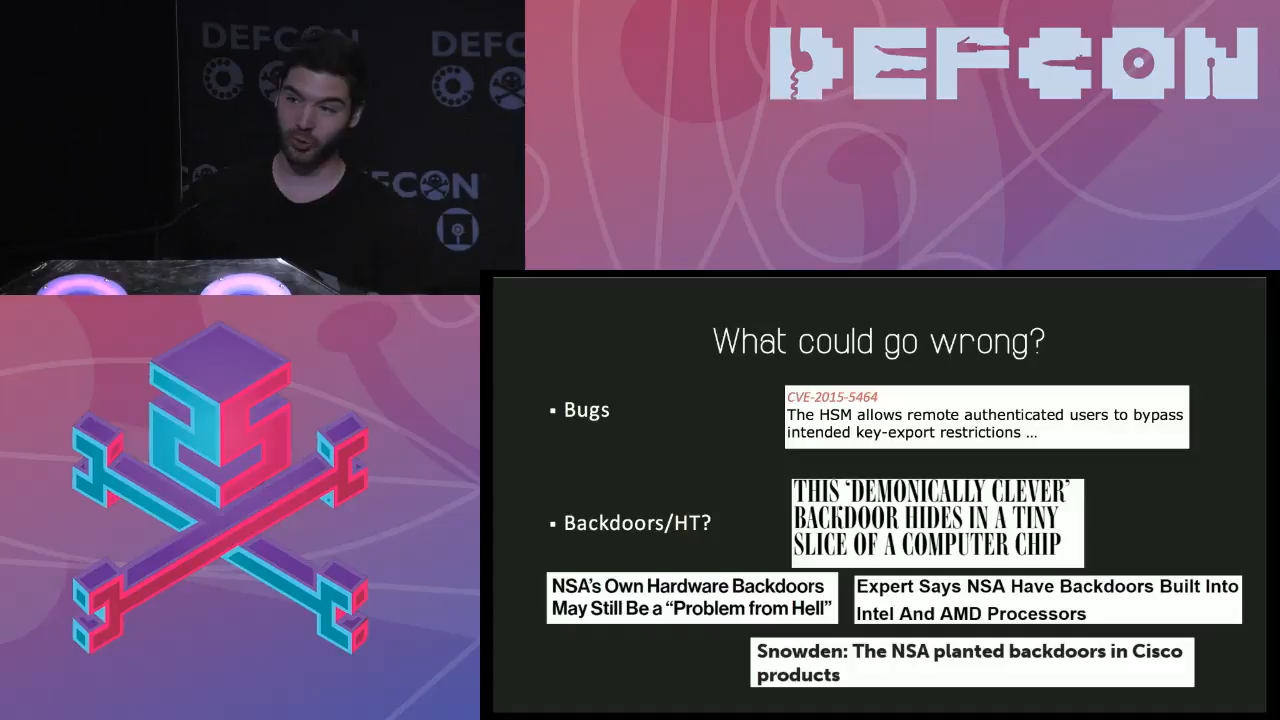 DEFCON
DEFCON
DEFC
FCON
What could go wrong?
▪ Bugs
CVE-2015-5464
The HSM allows remote authenticated users to bypass
intended key-export restrictions ...
▪ Backdoors/HT?
THIS ‘DEMONICALLY CLEVER’
BACKDOOR HIDES IN A TINY
SLICE OF A COMPUTER CHIP
NSA’s Own Hardware Backdoors
May Still Be a “Problem from Hell”
Expert Says NSA Have Backdoors Built Into
Intel And AMD Processors
Snowden: The NSA planted backdoors in Cisco
products